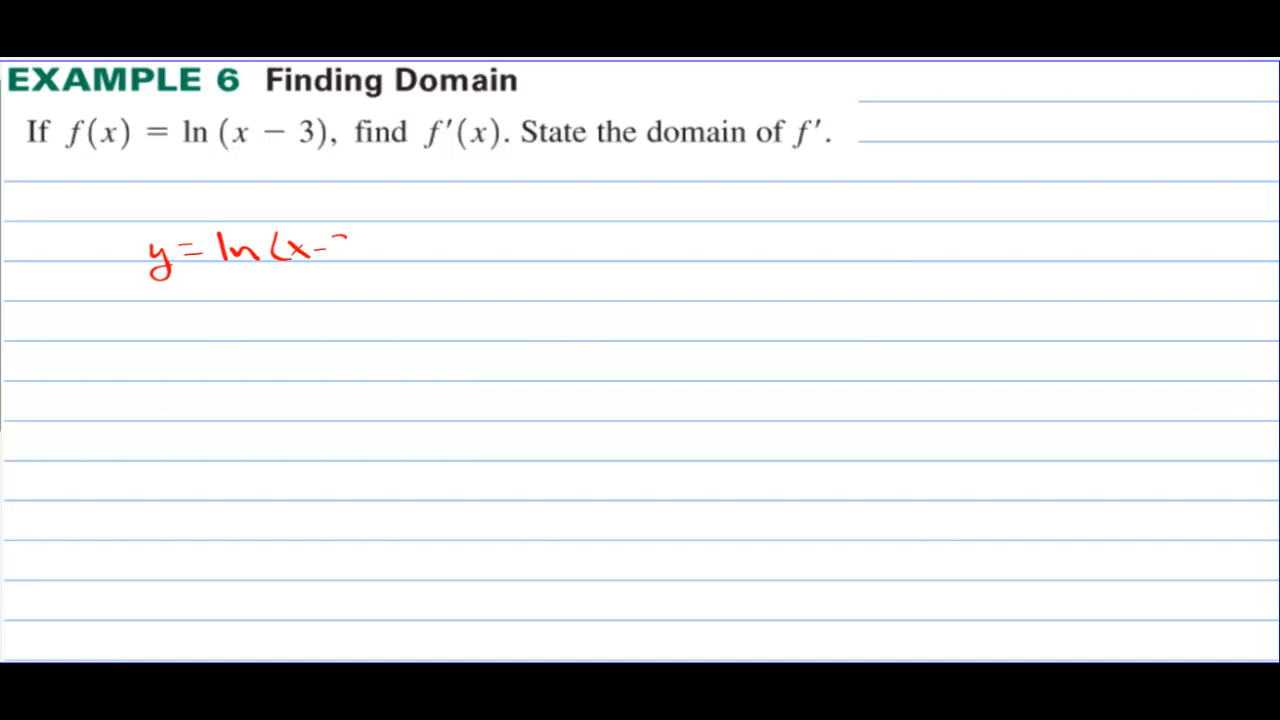 EXAMPLE 6 Finding Domain
If f(x) = ln (x − 3), find f′(x). State the domain of f′.
y = ln (x -